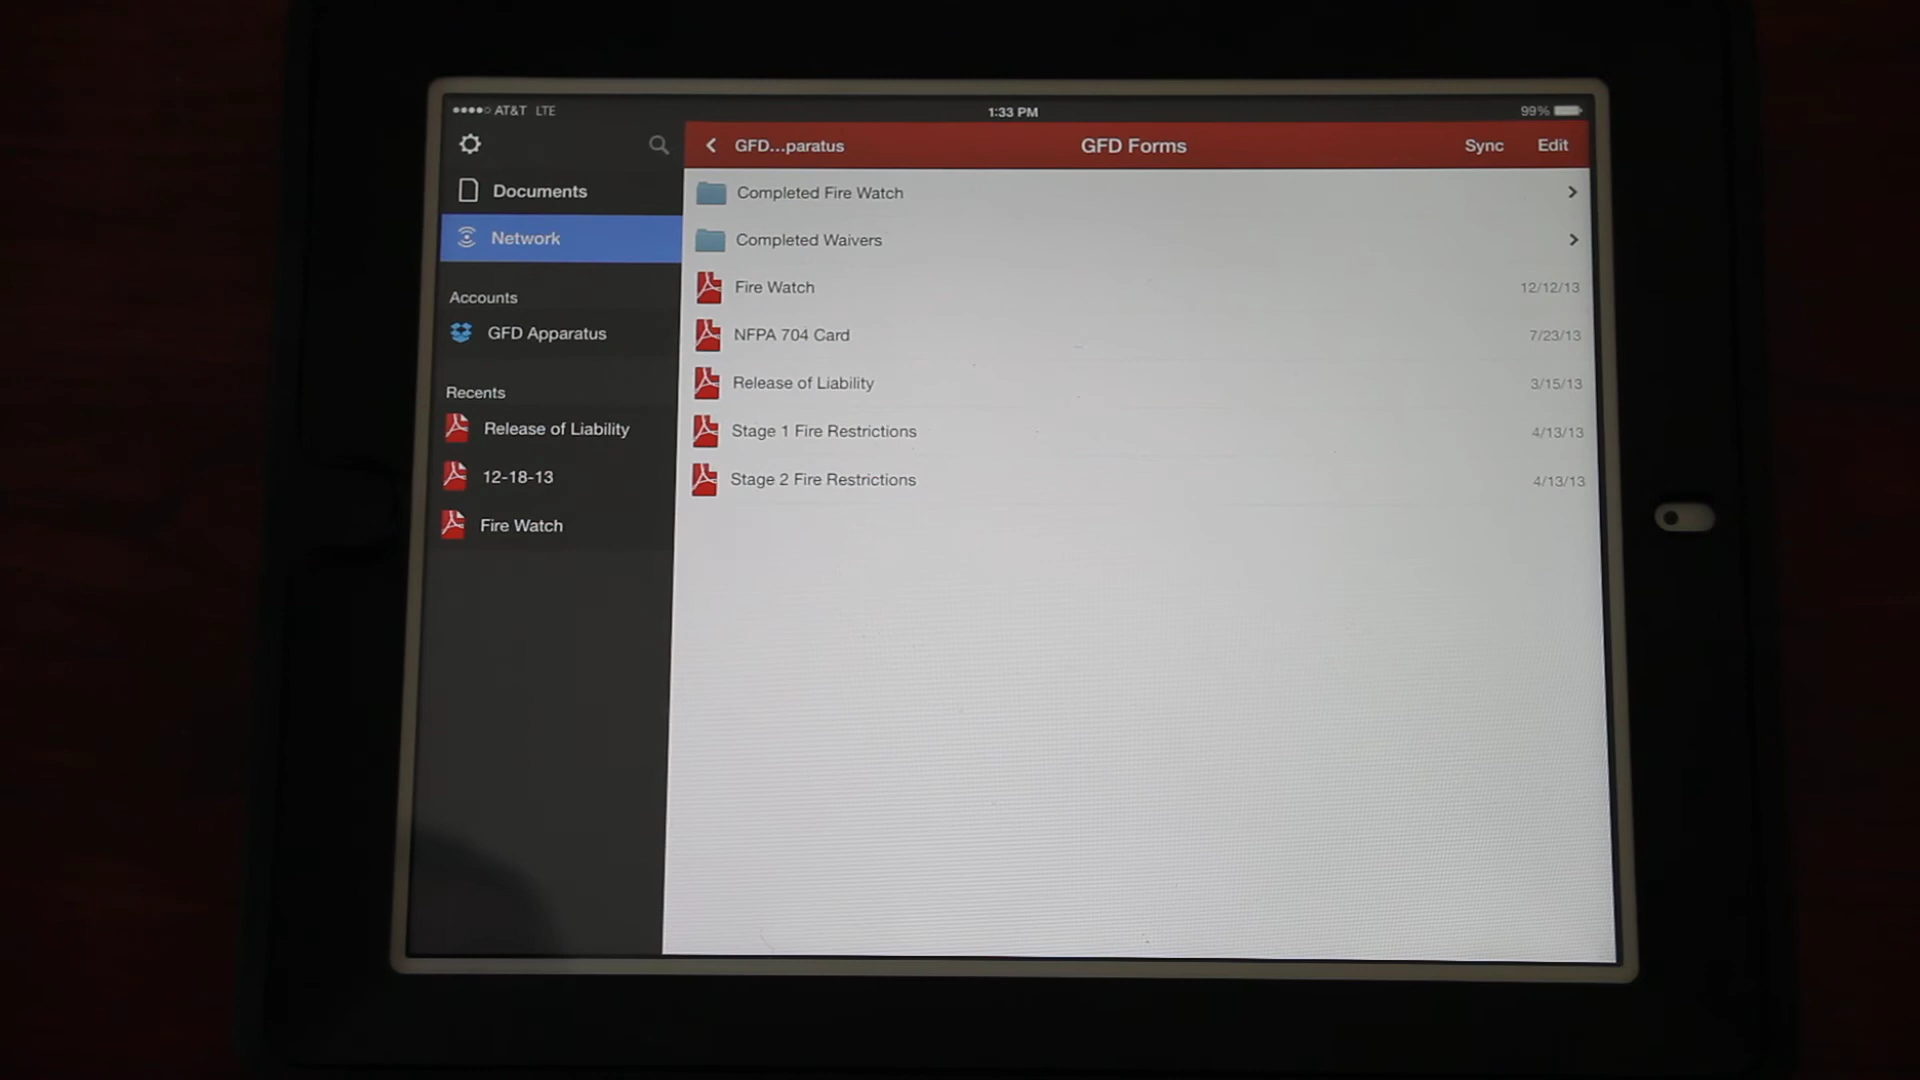 AT&T LTE
1:33 PM
99%
GFD...paratus
GFD Forms
Sync
Edit
Documents
Network
Accounts
GFD Apparatus
Recents
Release of Liability
12-18-13
Fire Watch
Completed Fire Watch
Completed Waivers
Fire Watch 12/12/13
NFPA 704 Card 7/23/13
Release of Liability 3/15/13
Stage 1 Fire Restrictions 4/13/13
Stage 2 Fire Restrictions 4/13/13